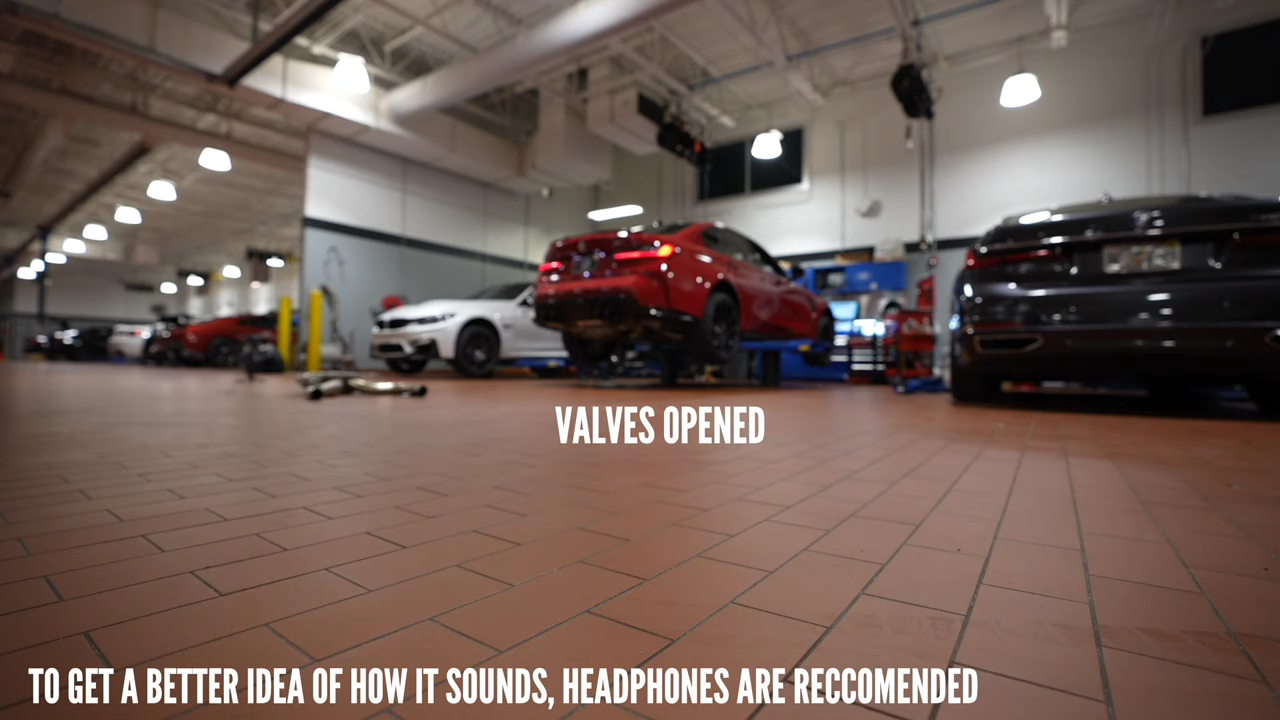 VALVES OPENED
TO GET A BETTER IDEA OF HOW IT SOUNDS, HEADPHONES ARE RECCOMENDED